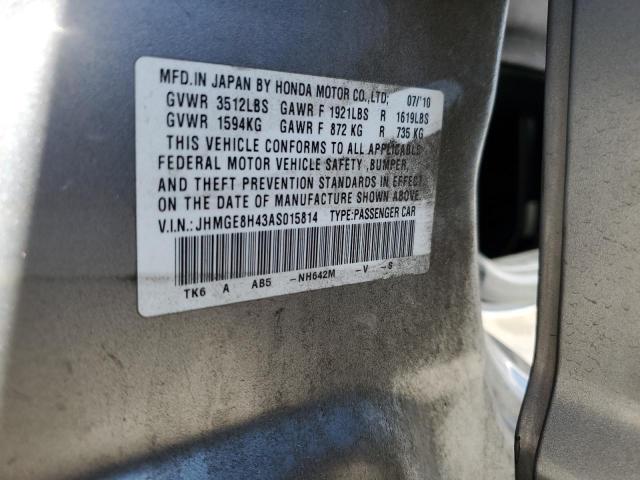 MFD. IN JAPAN BY HONDA MOTOR CO., LTD; 07/'10
GVWR 3512LBS GAWR F 1921LBS R 1619LBS
GVWR 1594KG GAWR F 872 KG R 735 KG
THIS VEHICLE CONFORMS TO ALL APPLICABLE
FEDERAL MOTOR VEHICLE SAFETY ,BUMPER,
AND THEFT PREVENTION STANDARDS IN EFFECT
ON THE DATE OF MANUFACTURE SHOWN ABOVE.
V.I.N.:JHMGE8H43AS015814 TYPE:PASSENGER CAR
TK6 A AB5 -NH642M -V -S